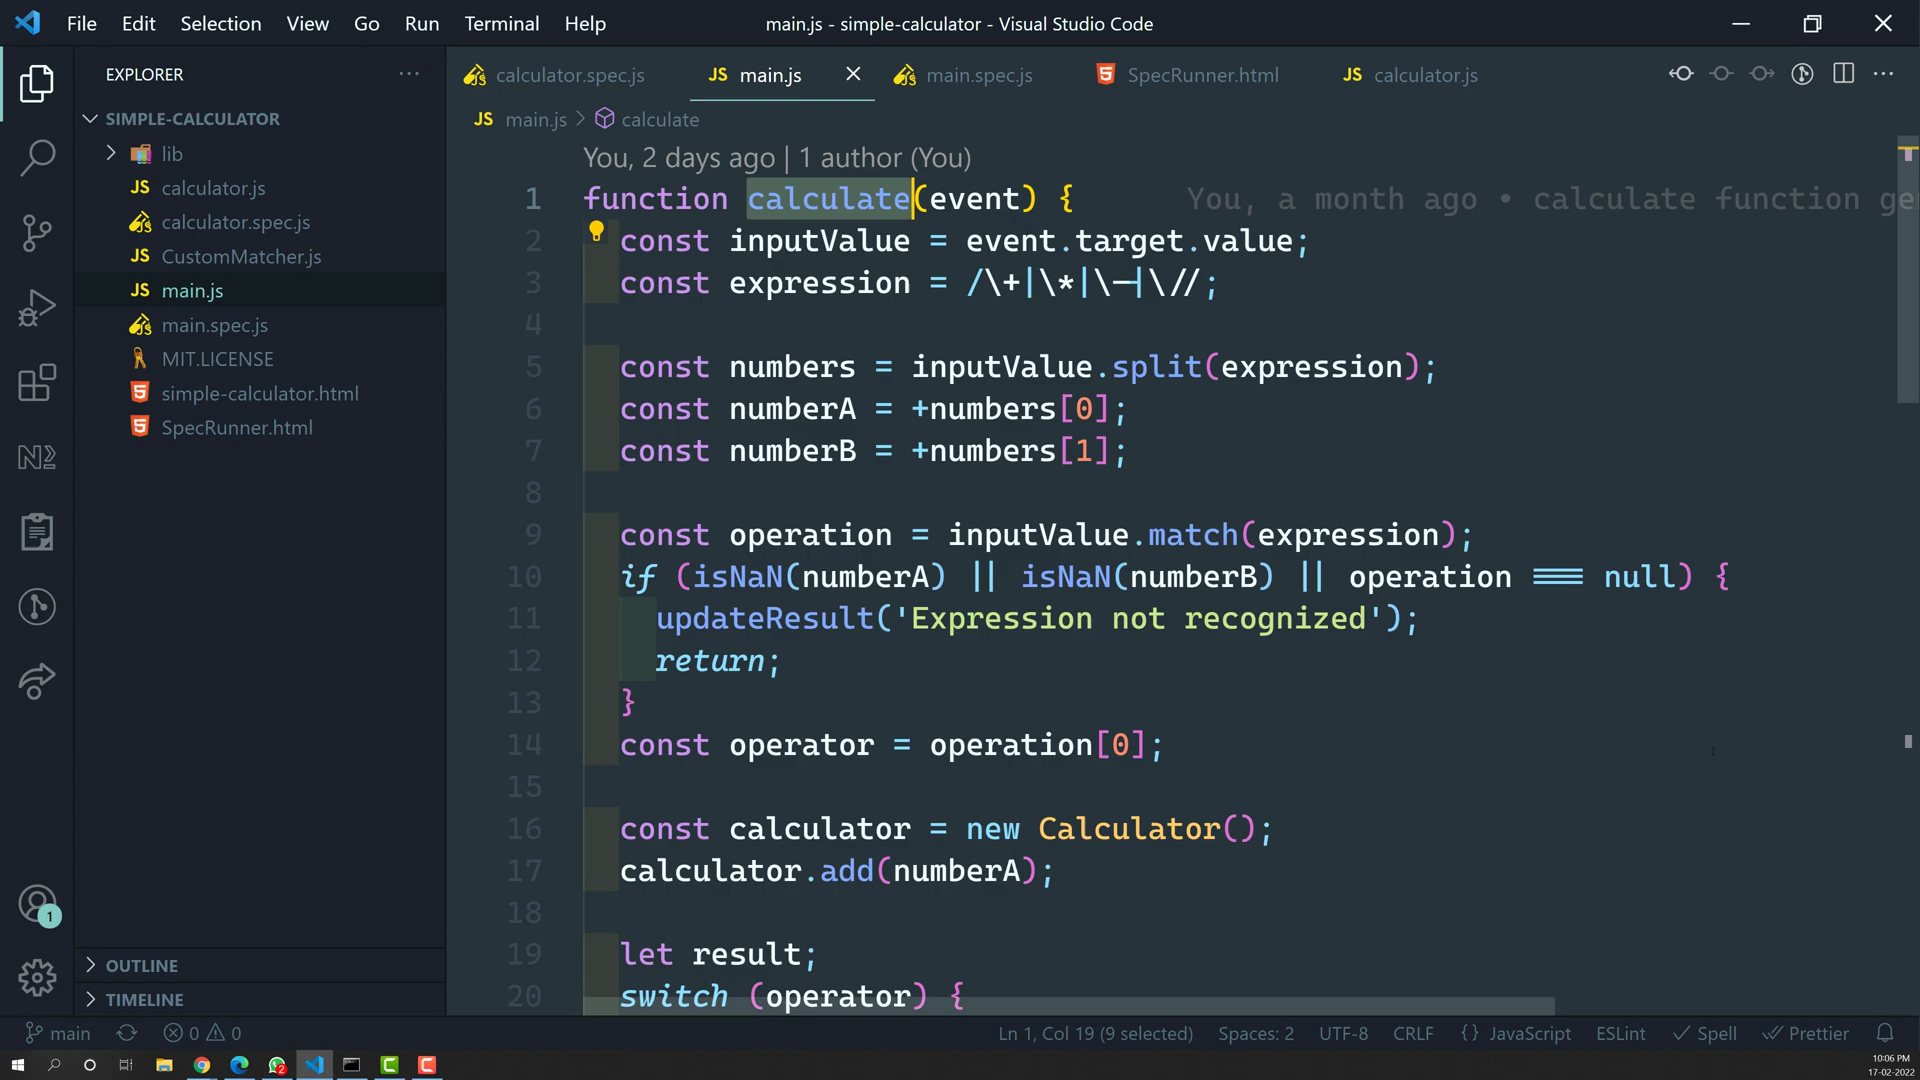 File Edit Selection View Go Run Terminal Help
main.js - simple-calculator - Visual Studio Code
EXPLORER
SIMPLE-CALCULATOR
lib
calculator.js
calculator.spec.js
CustomMatcher.js
main.js
main.spec.js
MIT.LICENSE
simple-calculator.html
SpecRunner.html
OUTLINE
TIMELINE
calculator.spec.js JS main.js main.spec.js SpecRunner.html JS calculator.js
JS main.js > calculate
You, 2 days ago | 1 author (You)
1 function calculate(event) { You, a month ago • calculate function ge
2 const inputValue = event.target.value;
3 const expression = /\+|\*|\-|\//;
4
5 const numbers = inputValue.split(expression);
6 const numberA = +numbers[0];
7 const numberB = +numbers[1];
8
9 const operation = inputValue.match(expression);
10 if (isNaN(numberA) || isNaN(numberB) || operation === null) {
11 updateResult('Expression not recognized');
12 return;
13 }
14 const operator = operation[0];
15
16 const calculator = new Calculator();
17 calculator.add(numberA);
18
19 let result;
20 switch (operator) {
1
main 0 0 Ln 1, Col 19 (9 selected) Spaces: 2 UTF-8 CRLF {} JavaScript ESLint Spell Prettier
2
10:06 PM
17-02-2022